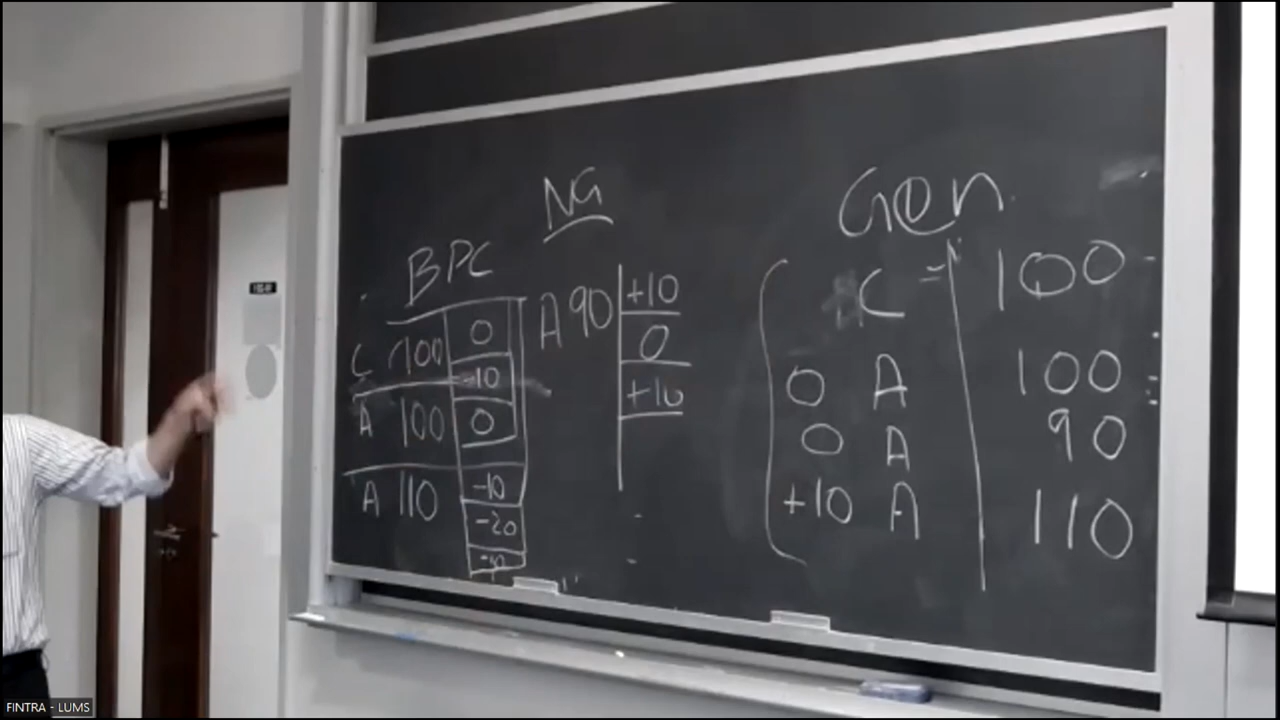 NG
Gen
BPC
C 100 0
-10
A 100 0
A 110 -10
-20
A 90 +10
0
+10
C = 100
0 A 100
0 A 90
+10 A 110
FINTRA - LUMS